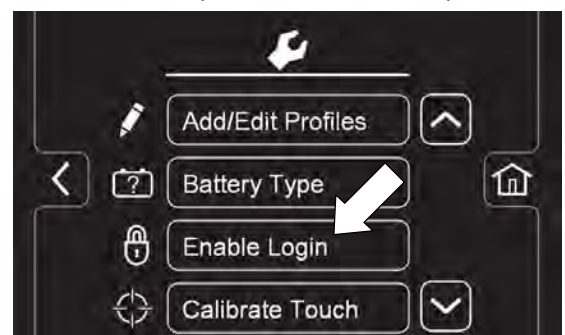 Add/Edit Profiles
Battery Type
Enable Login
Calibrate Touch